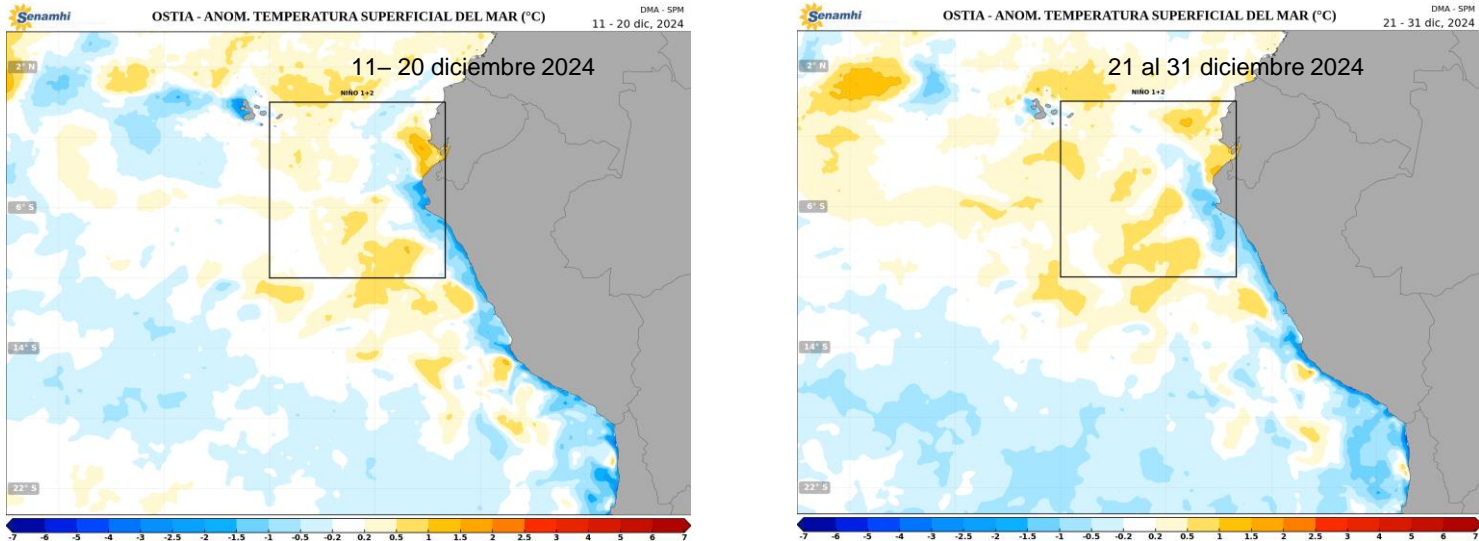 Senamhi
OSTIA - ANOM. TEMPERATURA SUPERFICIAL DEL MAR (°C)
DMA - SPM
11 - 20 dic, 2024
11– 20 diciembre 2024
2° N
NIÑO 1+2
6° S
14° S
22° S
-7 -6 -5 -4 -3 -2.5 -2 -1.5 -1 -0.5 -0.2 0.2 0.5 1 1.5 2 2.5 3 4 5 6 7
Senamhi
OSTIA - ANOM. TEMPERATURA SUPERFICIAL DEL MAR (°C)
DMA - SPM
21 - 31 dic, 2024
21 al 31 diciembre 2024
2° N
NIÑO 1+2
6° S
14° S
22° S
-7 -6 -5 -4 -3 -2.5 -2 -1.5 -1 -0.5 -0.2 0.2 0.5 1 1.5 2 2.5 3 4 5 6 7